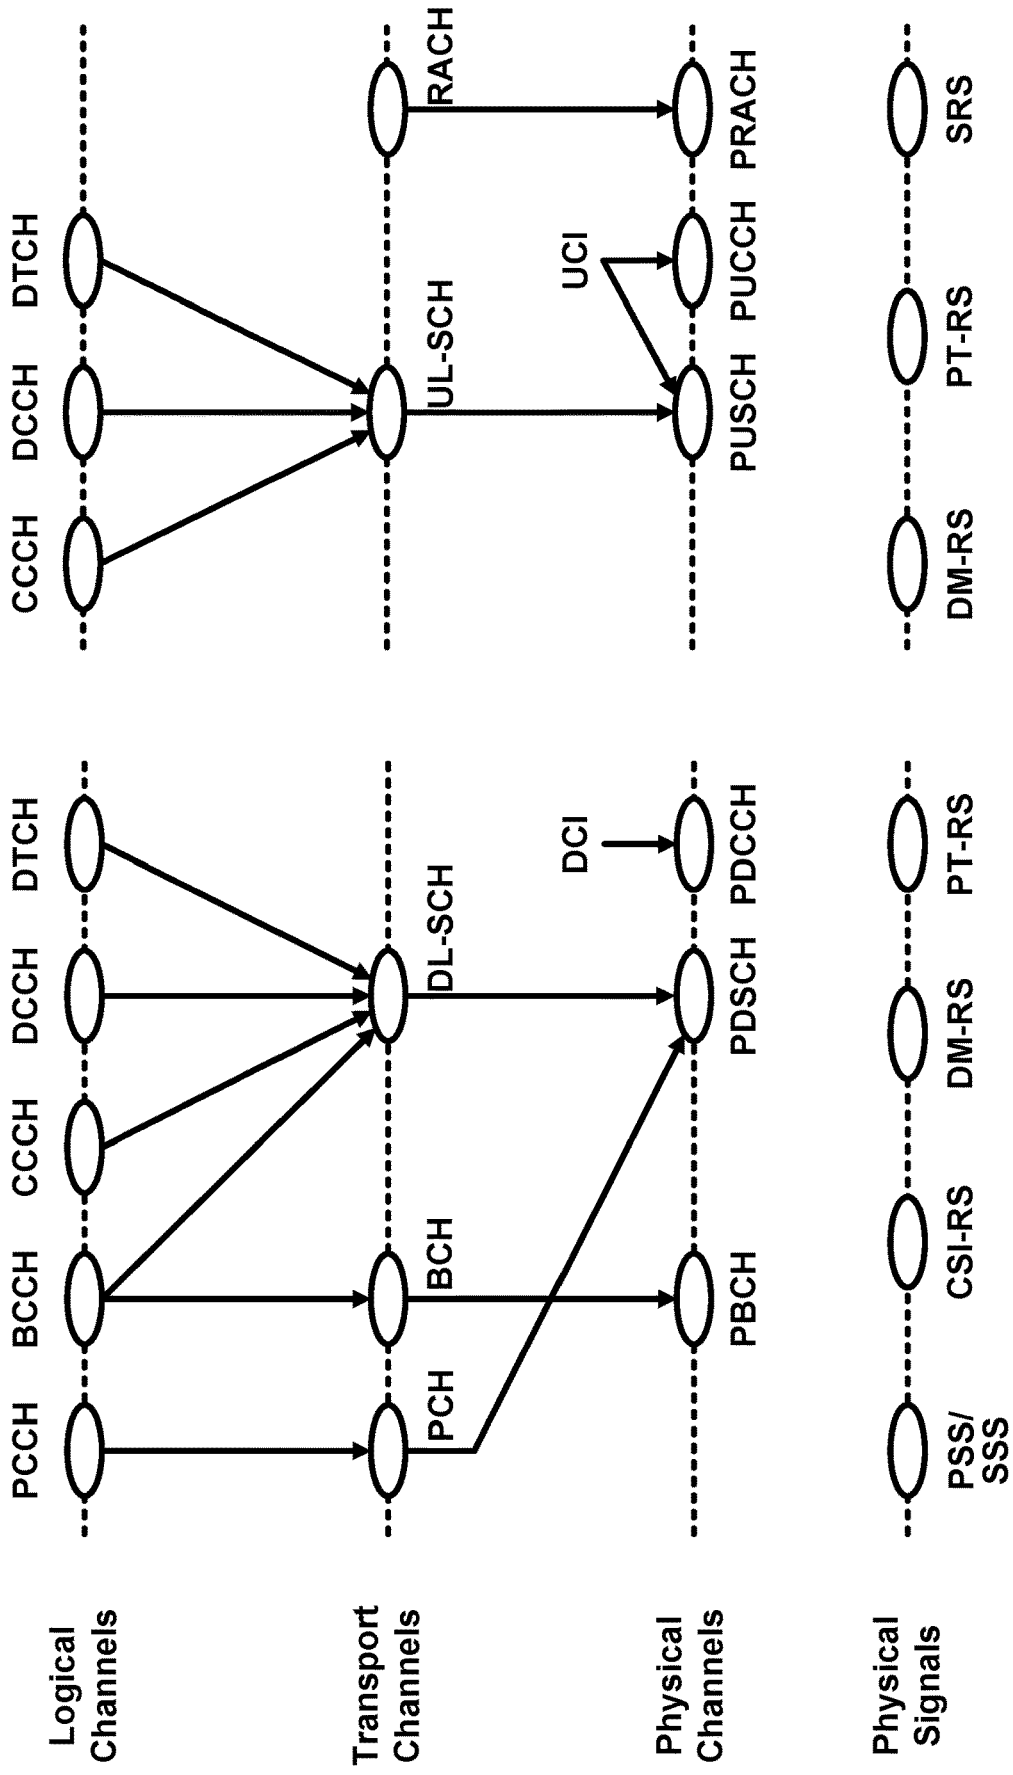 Logical
Channels
PCCH
BCCH
CCCH
DCCH
DTCH
CCCH
DCCH
DTCH
Transport
Channels
PCH
BCH
DL-SCH
UL-SCH
RACH
DCI
UCI
Physical
Channels
PBCH
PDSCH
PDCCH
PUSCH
PUCCH
PRACH
Physical
Signals
PSS/
SSS
CSI-RS
DM-RS
PT-RS
DM-RS
PT-RS
SRS